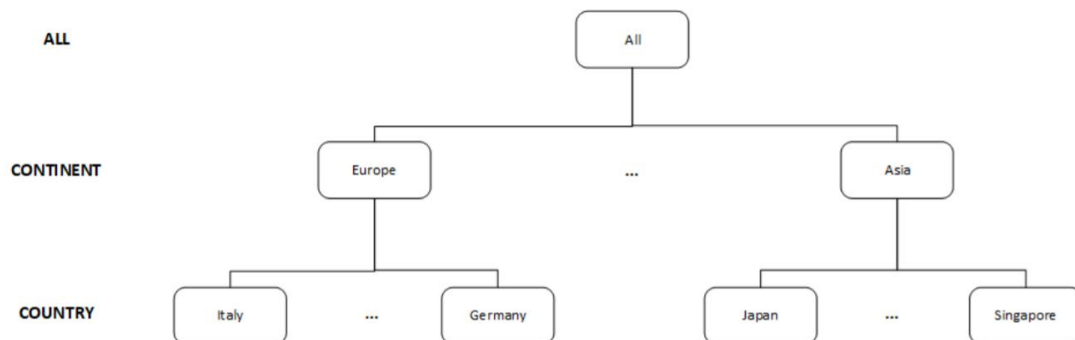 ALL All
CONTINENT Europe ... Asia
COUNTRY Italy ... Germany Japan ... Singapore